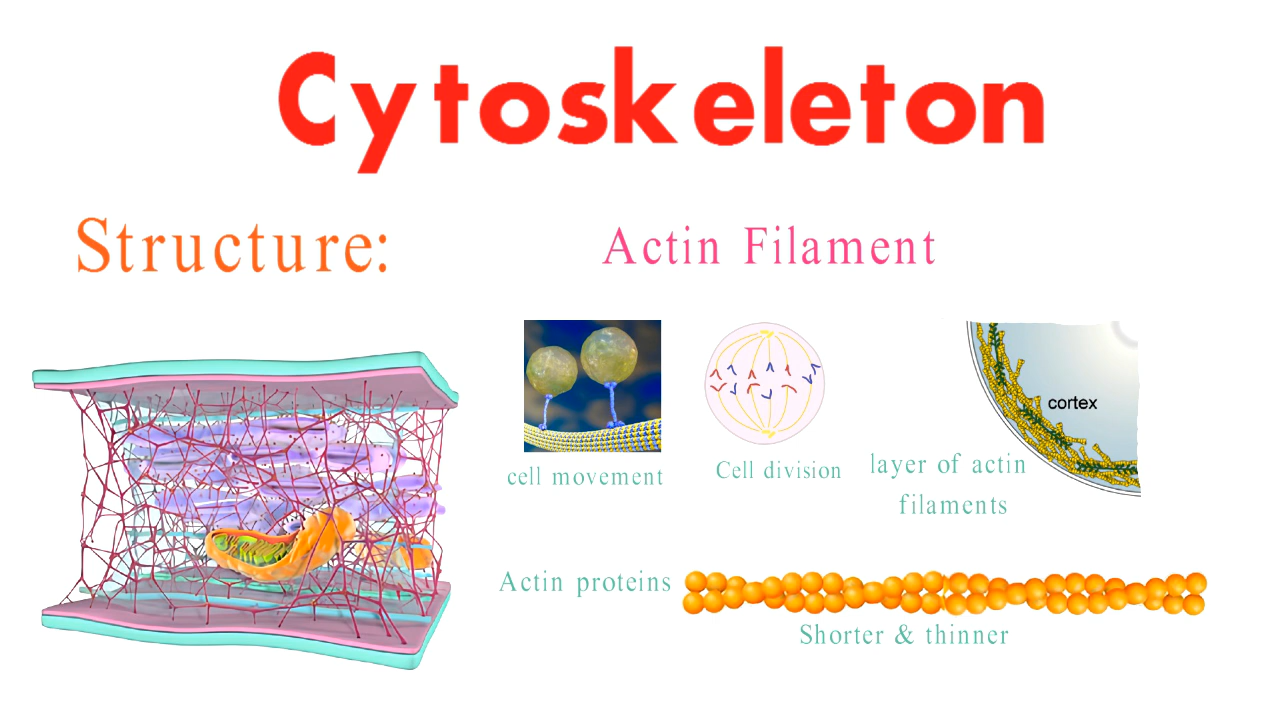 Cytoskeleton
Structure:
Actin Filament
cortex
cell movement
Cell division
layer of actin
filaments
Actin proteins
Shorter & thinner